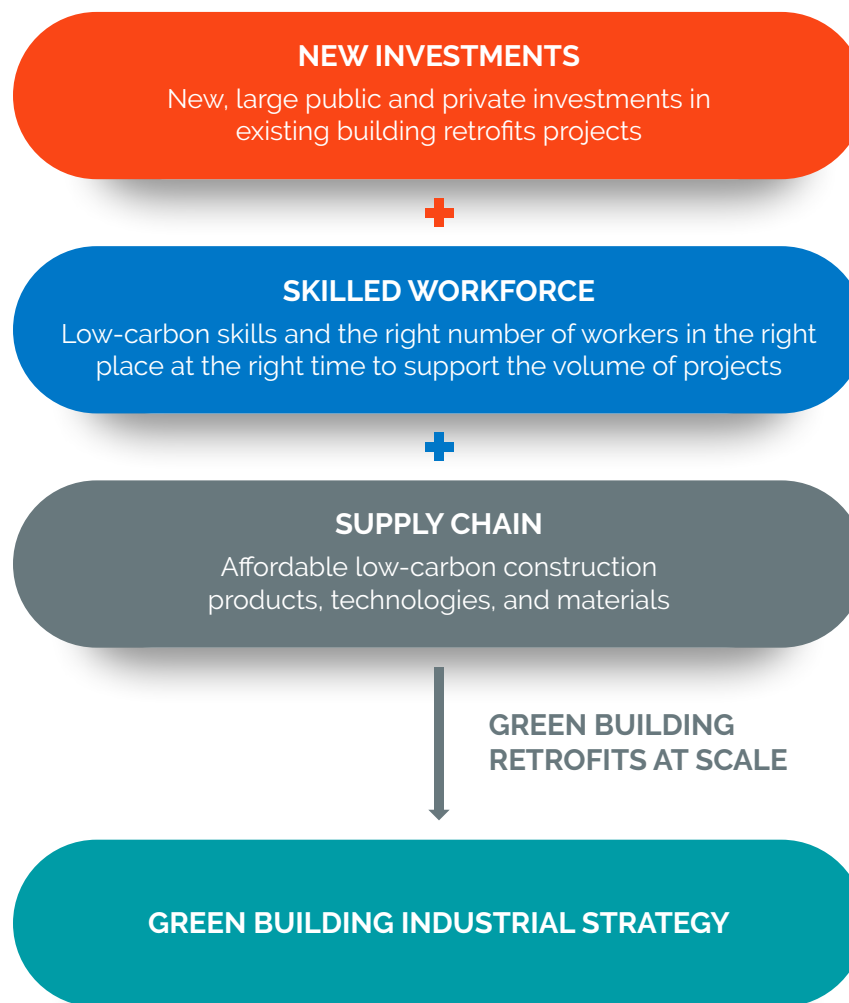 NEW INVESTMENTS
New, large public and private investments in
existing building retrofits projects
SKILLED WORKFORCE
Low-carbon skills and the right number of workers in the right
place at the right time to support the volume of projects
SUPPLY CHAIN
Affordable low-carbon construction
products, technologies, and materials
GREEN BUILDING
RETROFITS AT SCALE
GREEN BUILDING INDUSTRIAL STRATEGY